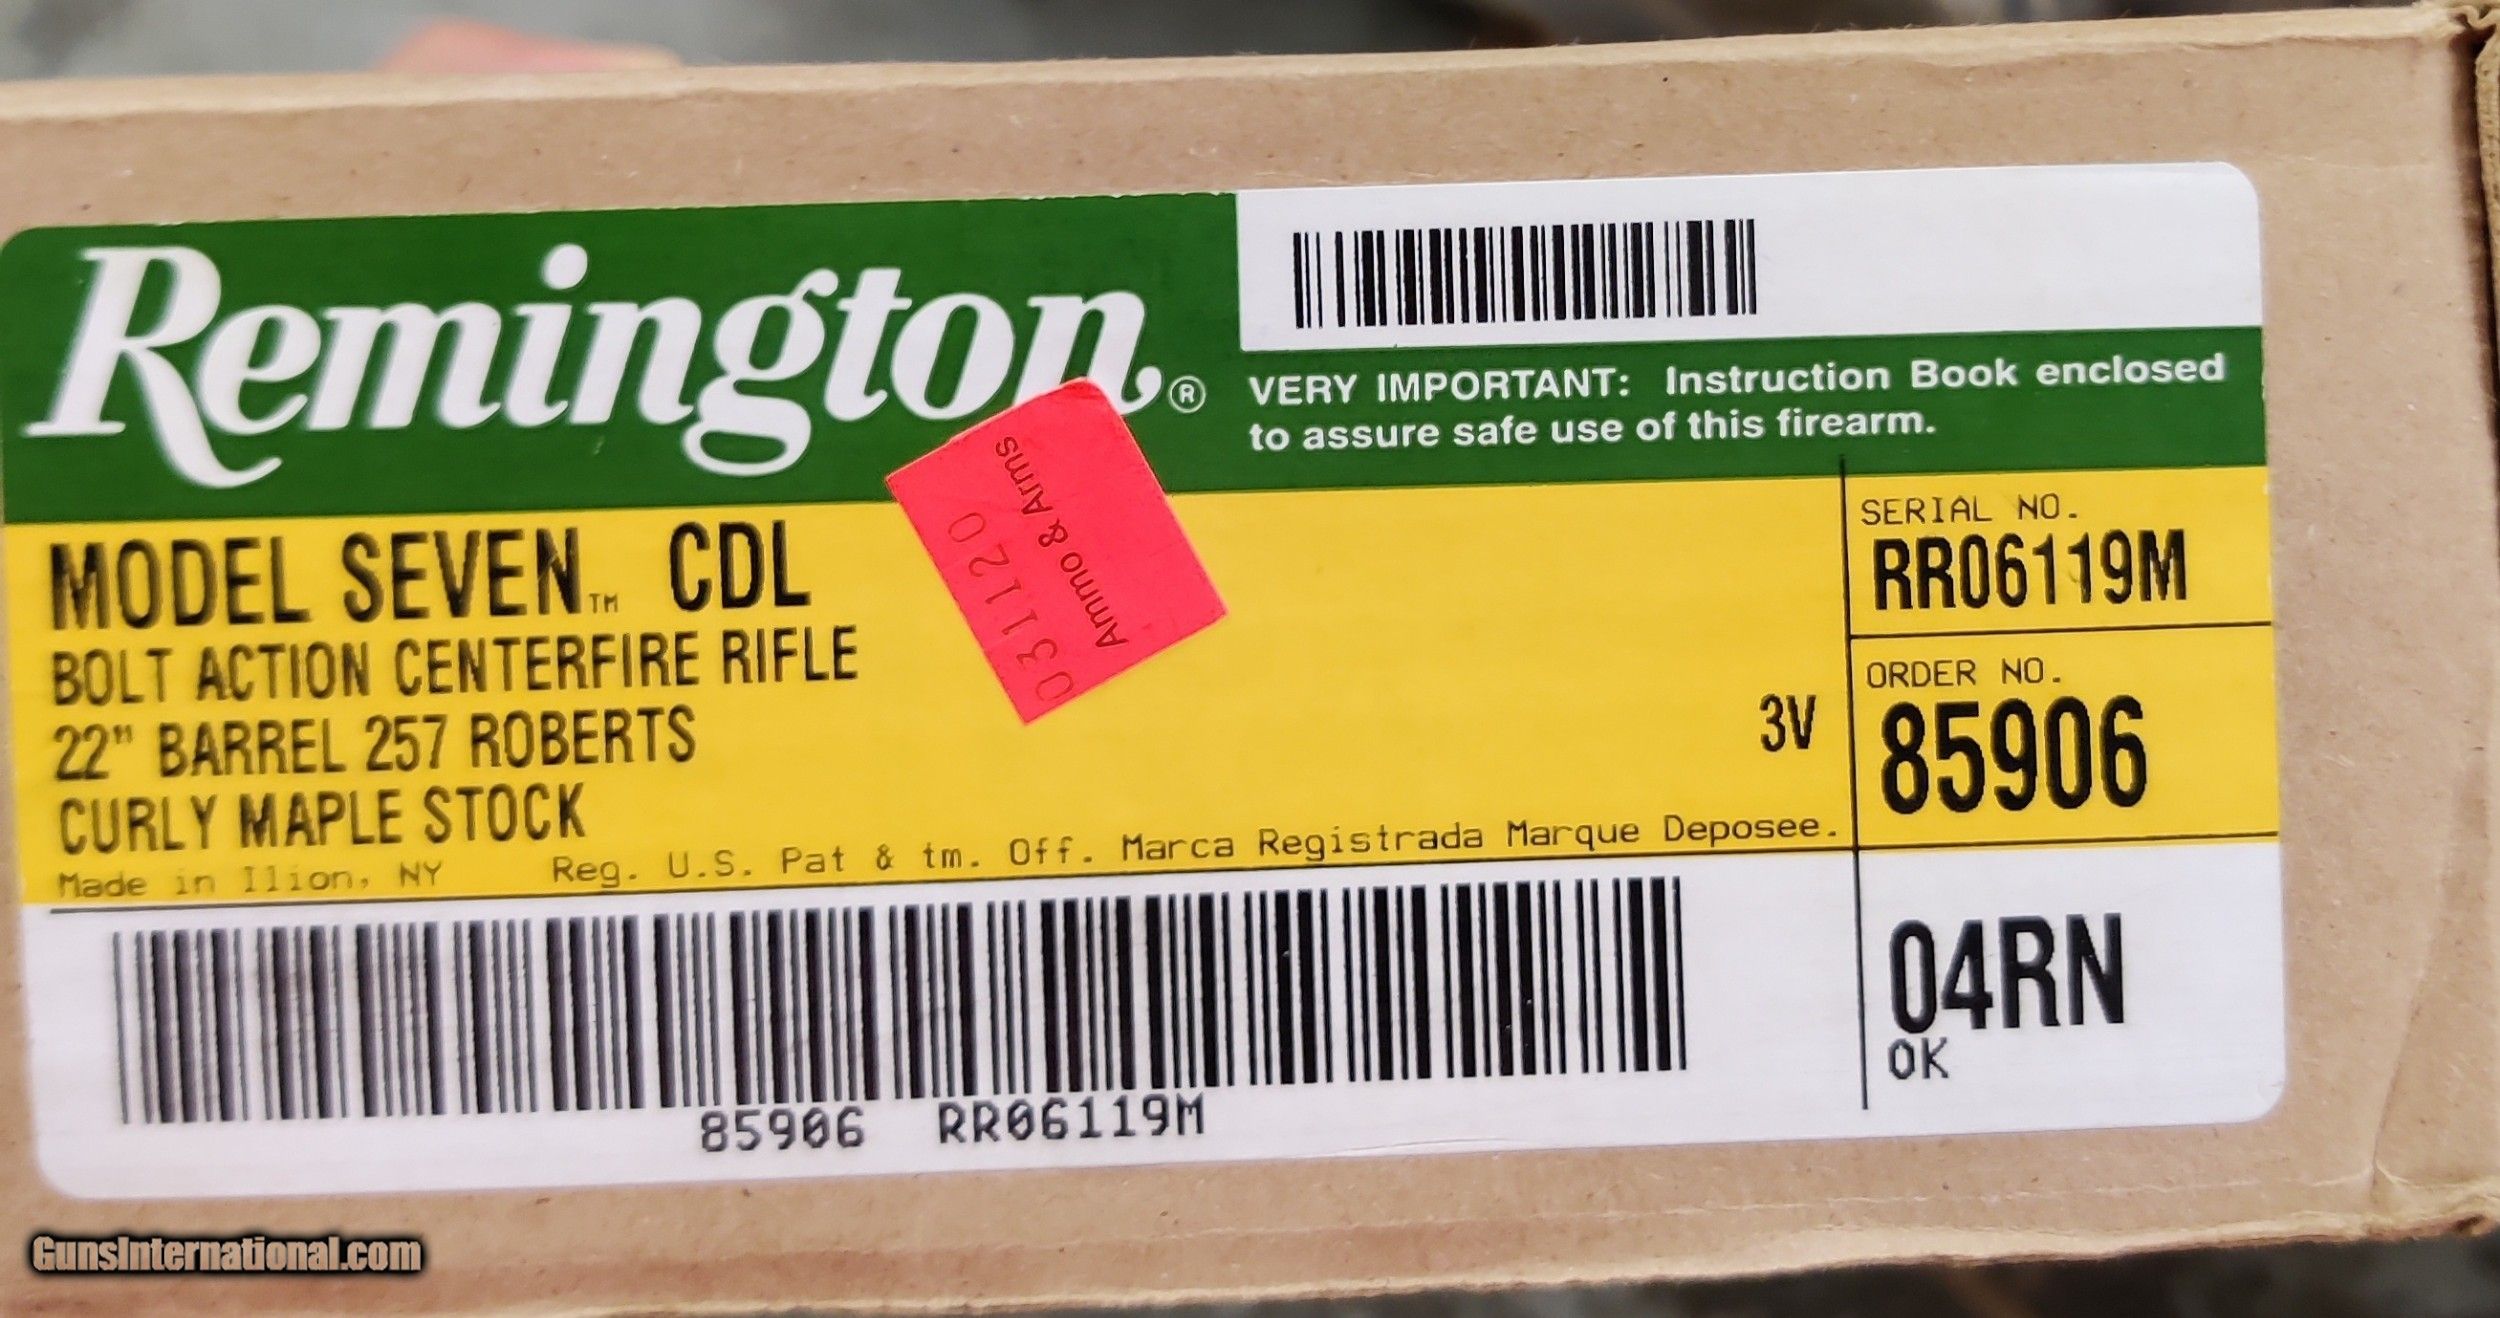 Remington®
VERY IMPORTANT: Instruction Book enclosed
to assure safe use of this firearm.
031120
Ammo & Arms
MODEL SEVEN™ CDL
BOLT ACTION CENTERFIRE RIFLE
22" BARREL 257 ROBERTS
CURLY MAPLE STOCK
3V
Made in Ilion, NY Reg. U.S. Pat & tm. Off. Marca Registrada Marque Deposee.
SERIAL NO.
RR06119M
ORDER NO.
85906
04RN
OK
85906 RR06119M
GunsInternational.com